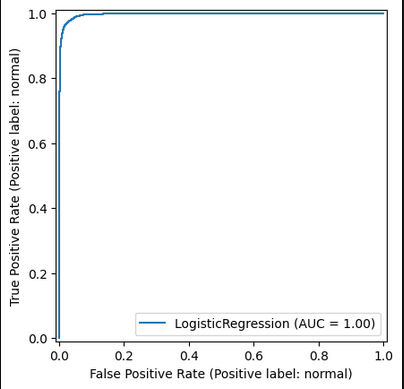 1.0
0.8
0.6
0.4
0.2
0.0
True Positive Rate (Positive label: normal)
LogisticRegression (AUC = 1.00)
0.0 0.2 0.4 0.6 0.8 1.0
False Positive Rate (Positive label: normal)